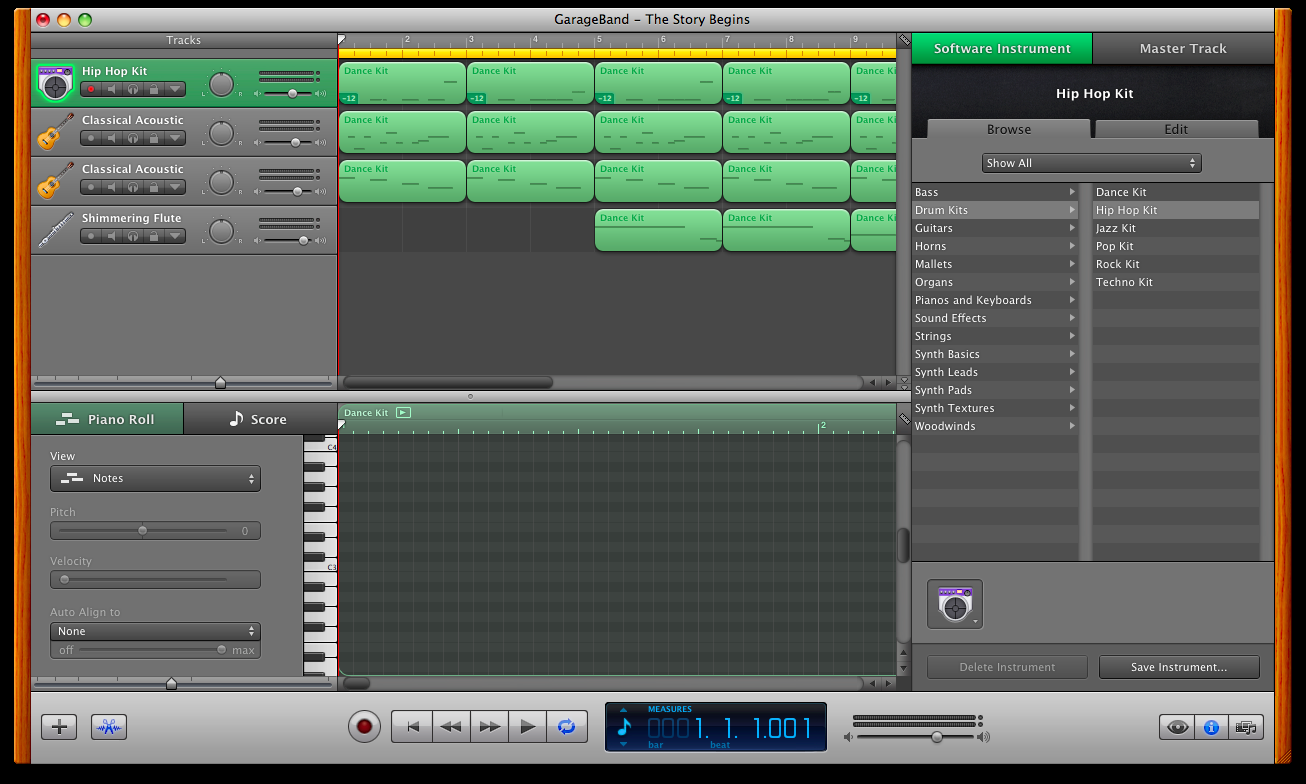 GarageBand – The Story Begins
Tracks
2 3 4 5 6 7 8 9
Hip Hop Kit
L R
Dance Kit Dance Kit Dance Kit Dance Kit Dance Ki
-12 -12 -12 -12 -12
Classical Acoustic
L R
Dance Kit Dance Kit Dance Kit Dance Kit Dance Ki
Classical Acoustic
L R
Dance Kit Dance Kit Dance Kit Dance Kit Dance Ki
Shimmering Flute
L R
Dance Kit Dance Kit Dance Ki
Piano Roll
Score
Dance Kit
2
View
Notes
Pitch
0
Velocity
Auto Align to
None
off max
C4
C3
Software Instrument
Master Track
Hip Hop Kit
Browse
Edit
Show All
Bass
Drum Kits
Guitars
Horns
Mallets
Organs
Pianos and Keyboards
Sound Effects
Strings
Synth Basics
Synth Leads
Synth Pads
Synth Textures
Woodwinds
Dance Kit
Hip Hop Kit
Jazz Kit
Pop Kit
Rock Kit
Techno Kit
Delete Instrument
Save Instrument...
MEASURES
0001. 1. 1.001
bar beat